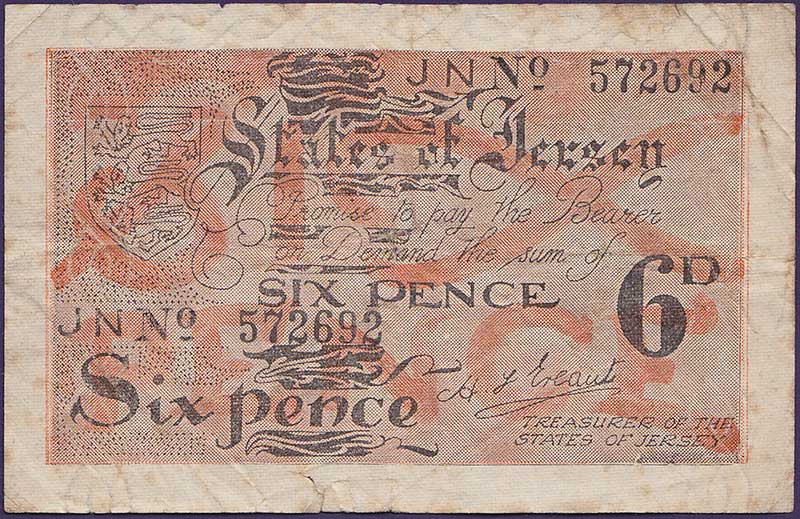 JN No 572692
States of Jersey
Promise to pay the Bearer
on Demand the sum of
SIX PENCE
6D
JN No 572692
Six pence
TREASURER OF THE
STATES OF JERSEY